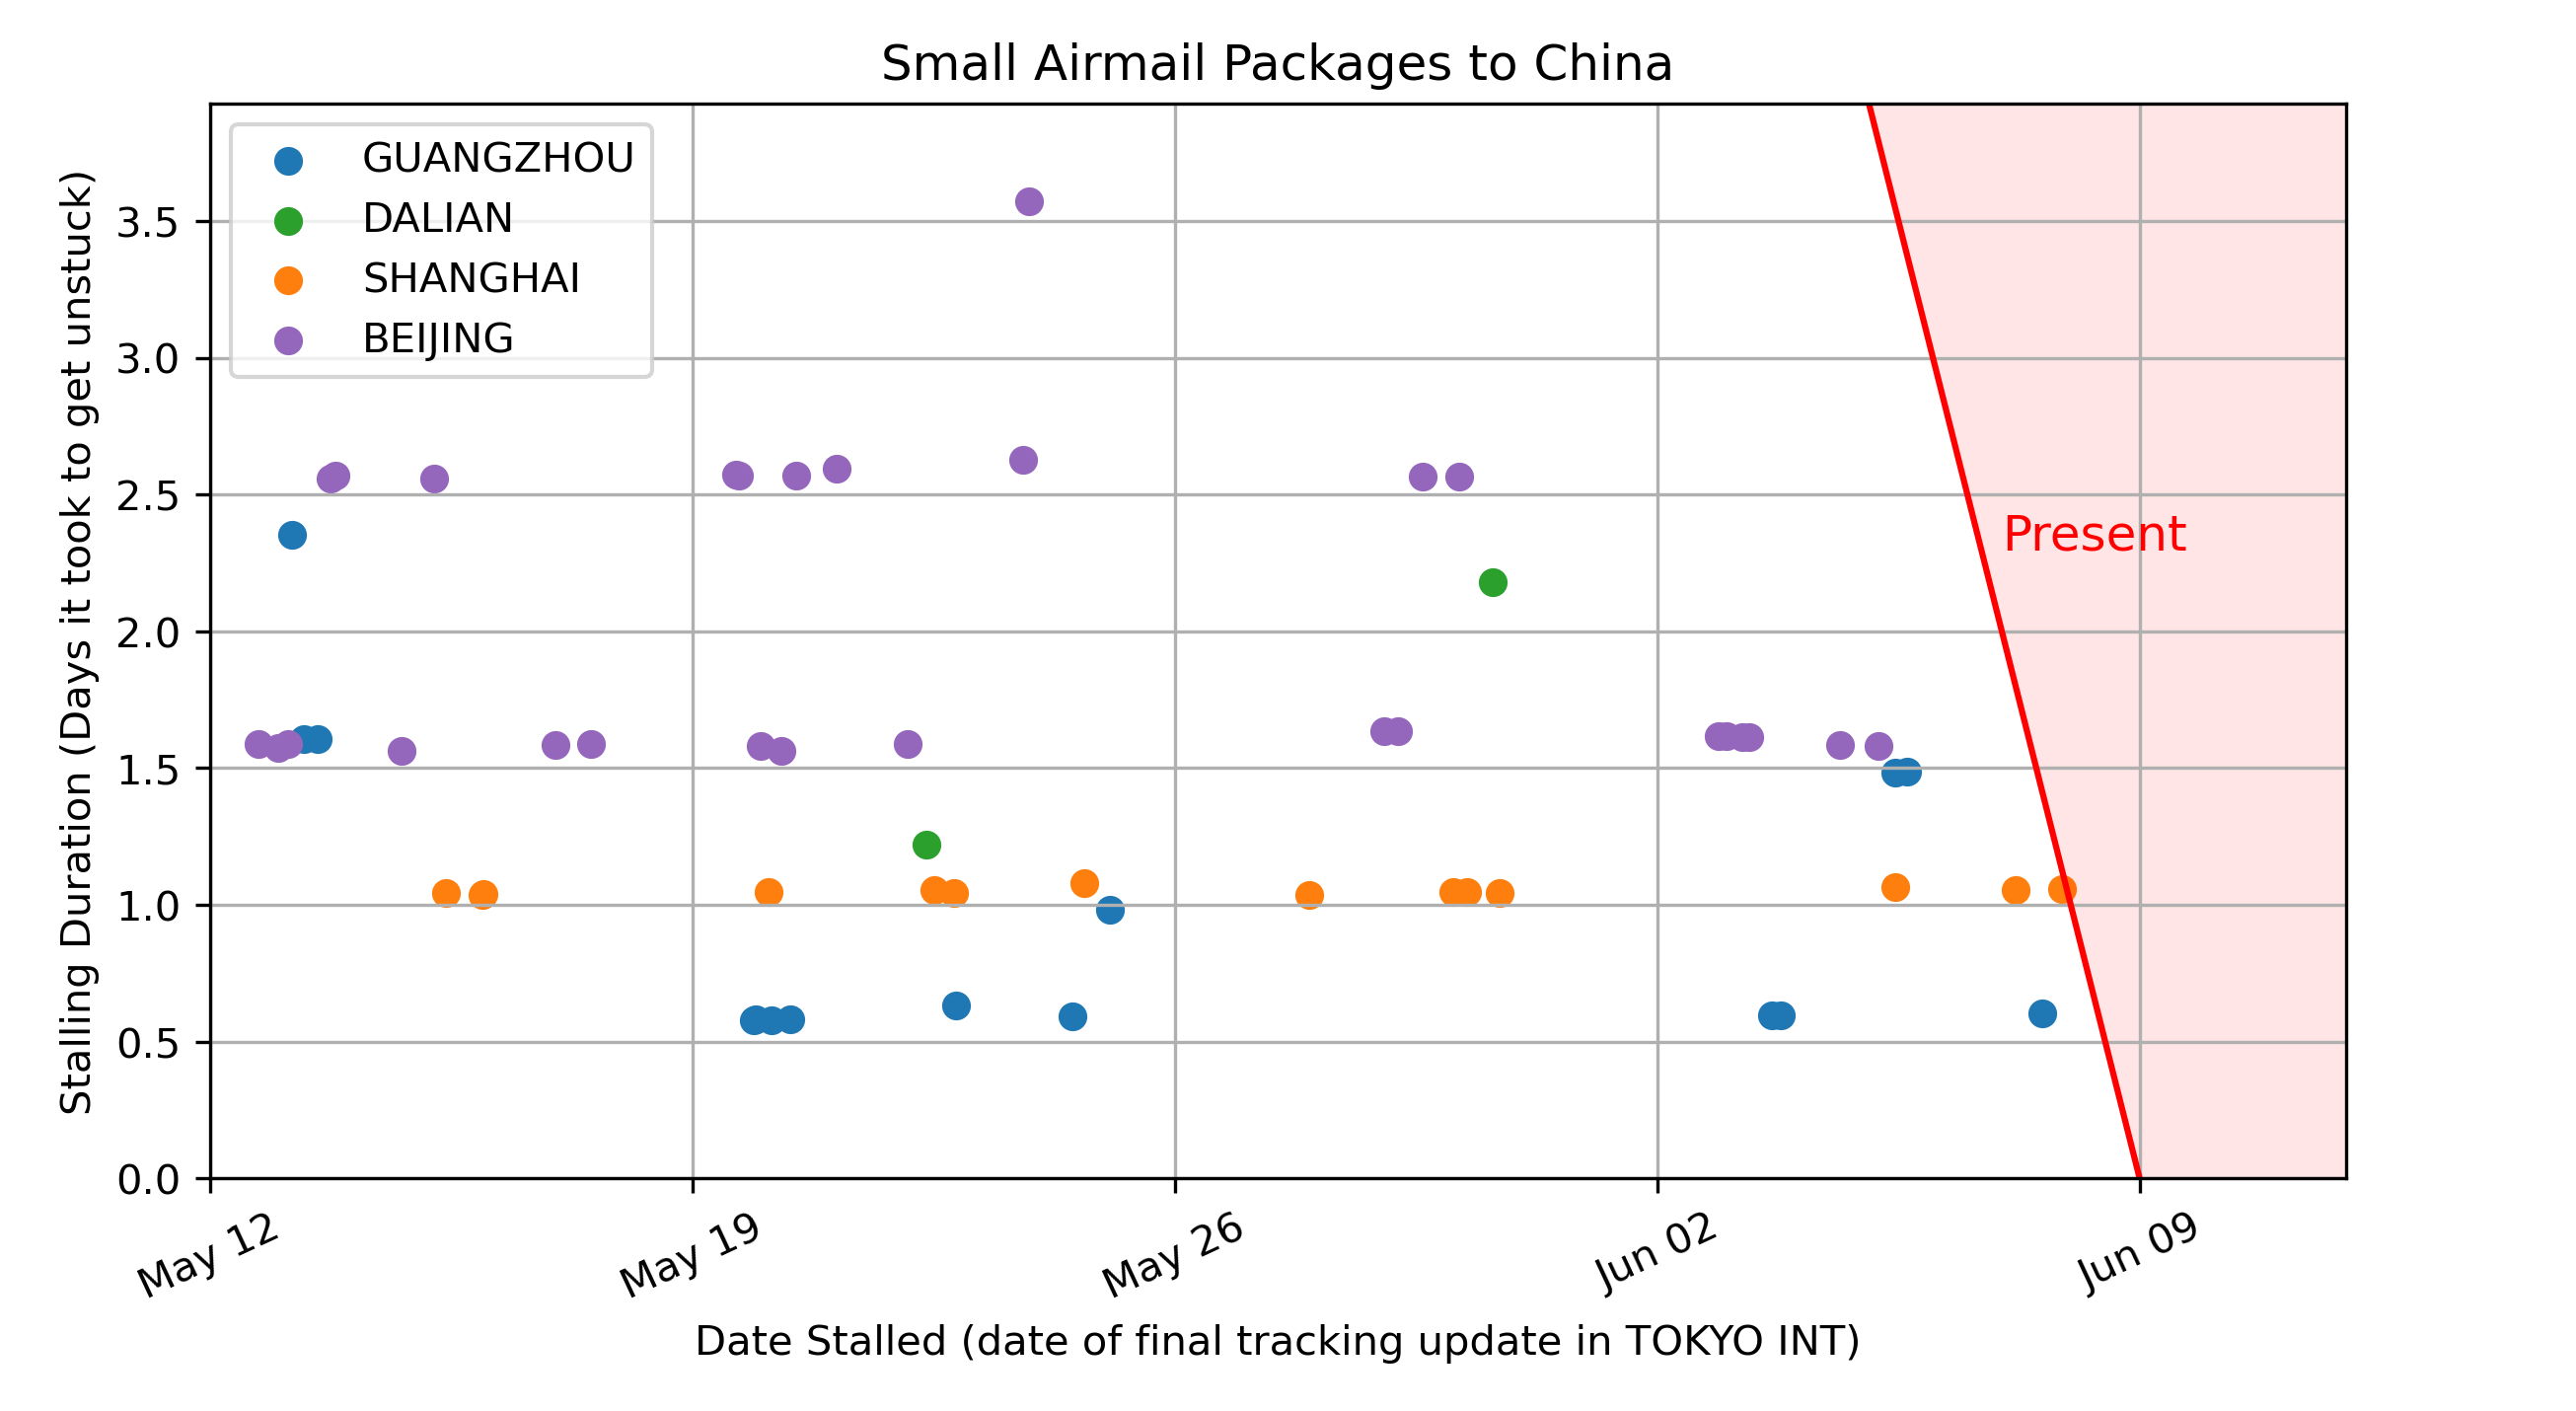 Small Airmail Packages to China
GUANGZHOU
DALIAN
SHANGHAI
BEIJING
Stalling Duration (Days it took to get unstuck)
3.5
3.0
2.5
2.0
1.5
1.0
0.5
0.0
Present
May 12
May 19
May 26
Jun 02
Jun 09
Date Stalled (date of final tracking update in TOKYO INT)